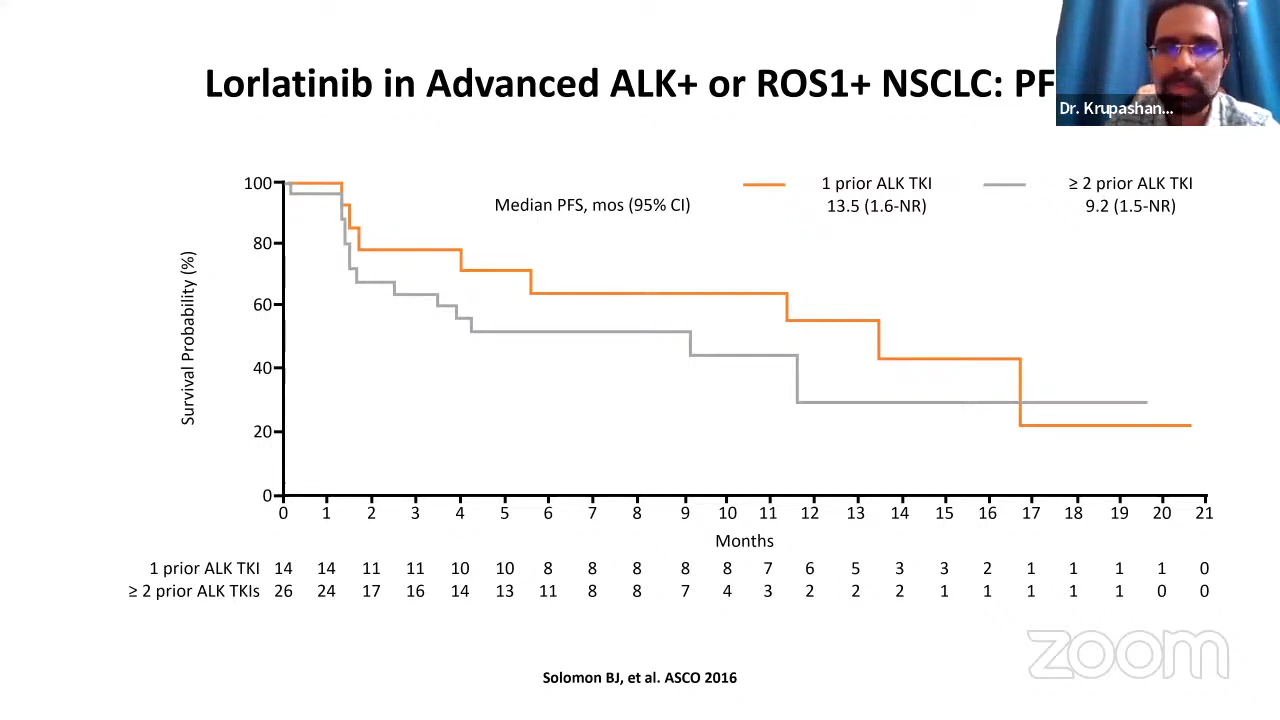 Lorlatinib in Advanced ALK+ or ROS1+ NSCLC: PF
Dr. Krupashan...
1 prior ALK TKI
≥ 2 prior ALK TKI
Median PFS, mos (95% CI)
13.5 (1.6-NR)
9.2 (1.5-NR)
Survival Probability (%)
100
80
60
40
20
0
0 1 2 3 4 5 6 7 8 9 10 11 12 13 14 15 16 17 18 19 20 21
Months
1 prior ALK TKI 14 14 11 11 10 10 8 8 8 8 8 7 6 5 3 3 2 1 1 1 1 0
≥ 2 prior ALK TKIs 26 24 17 16 14 13 11 8 8 7 4 3 2 2 2 1 1 1 1 1 0 0
zoom
Solomon BJ, et al. ASCO 2016